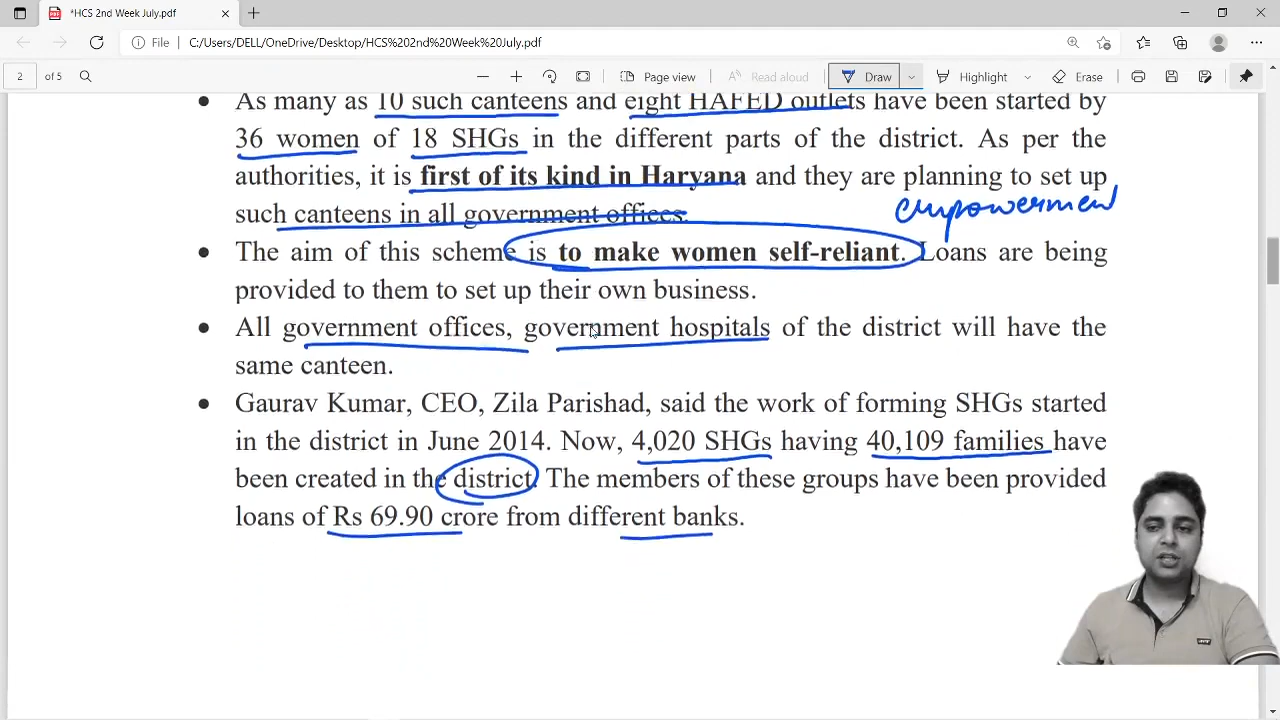 *HCS 2nd Week July.pdf
File C:/Users/DELL/OneDrive/Desktop/HCS%202nd%20Week%20July.pdf
2 of 5 Page view Read aloud Draw Highlight Erase
• As many as 10 such canteens and eight HAFED outlets have been started by
36 women of 18 SHGs in the different parts of the district. As per the
authorities, it is first of its kind in Haryana and they are planning to set up
such canteens in all government offices.
empowerment
• The aim of this scheme is to make women self-reliant. Loans are being
provided to them to set up their own business.
• All government offices, government hospitals of the district will have the
same canteen.
• Gaurav Kumar, CEO, Zila Parishad, said the work of forming SHGs started
in the district in June 2014. Now, 4,020 SHGs having 40,109 families have
been created in the district. The members of these groups have been provided
loans of Rs 69.90 crore from different banks.